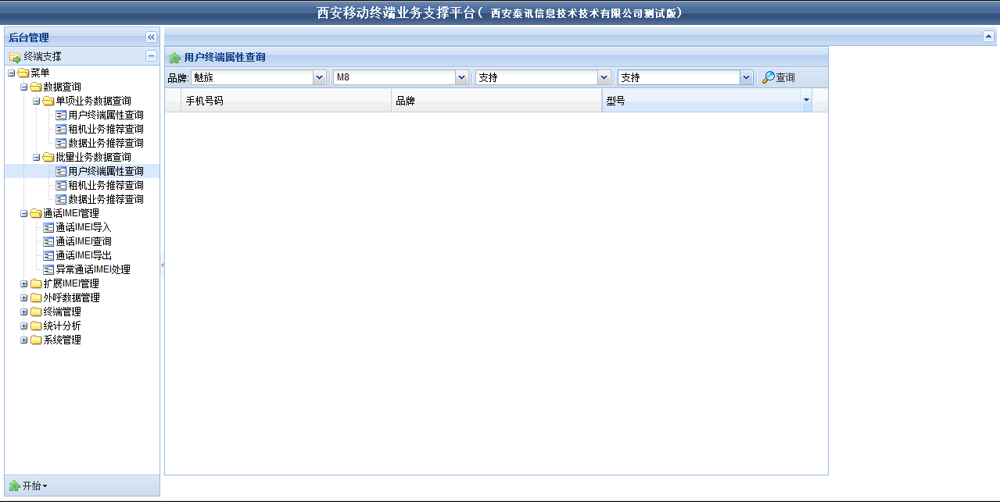 西安移动终端业务支撑平台( 西安泰讯信息技术技术有限公司测试版)
后台管理
终端支撑
菜单
数据查询
单项业务数据查询
用户终端属性查询
租机业务推荐查询
数据业务推荐查询
批量业务数据查询
用户终端属性查询
租机业务推荐查询
数据业务推荐查询
通话IMEI管理
通话IMEI导入
通话IMEI查询
通话IMEI导出
异常通话IMEI处理
扩展IMEI管理
外呼数据管理
终端管理
统计分析
系统管理
开始
用户终端属性查询
品牌: 魅族 M8 支持 支持 查询
手机号码 品牌 型号